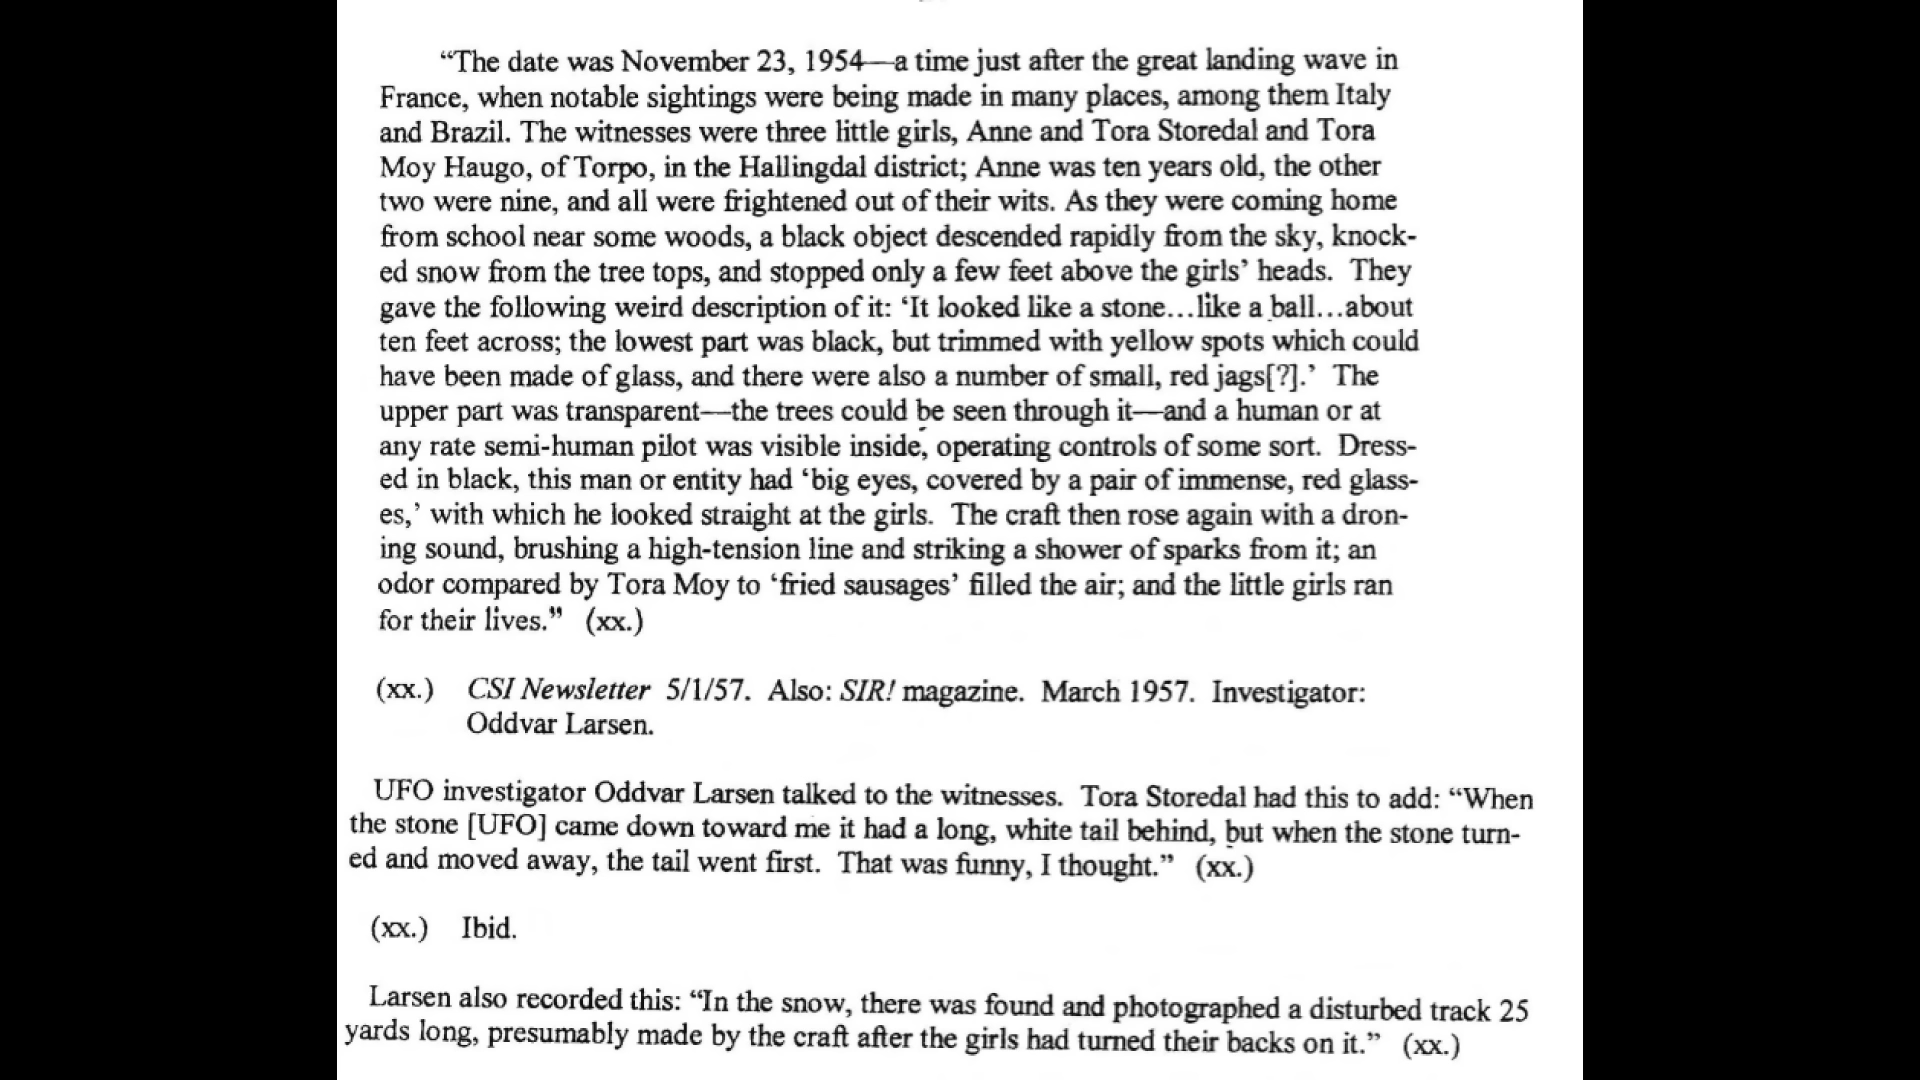 “The date was November 23, 1954—a time just after the great landing wave in
France, when notable sightings were being made in many places, among them Italy
and Brazil. The witnesses were three little girls, Anne and Tora Storedal and Tora
Moy Haugo, of Torpo, in the Hallingdal district; Anne was ten years old, the other
two were nine, and all were frightened out of their wits. As they were coming home
from school near some woods, a black object descended rapidly from the sky, knock-
ed snow from the tree tops, and stopped only a few feet above the girls’ heads. They
gave the following weird description of it: ‘It looked like a stone...like a ball...about
ten feet across; the lowest part was black, but trimmed with yellow spots which could
have been made of glass, and there were also a number of small, red jags[?].’ The
upper part was transparent—the trees could be seen through it—and a human or at
any rate semi-human pilot was visible inside, operating controls of some sort. Dress-
ed in black, this man or entity had ‘big eyes, covered by a pair of immense, red glass-
es,’ with which he looked straight at the girls. The craft then rose again with a dron-
ing sound, brushing a high-tension line and striking a shower of sparks from it; an
odor compared by Tora Moy to ‘fried sausages’ filled the air; and the little girls ran
for their lives.” (xx.)
(xx.) CSI Newsletter 5/1/57. Also: SIR! magazine. March 1957. Investigator:
Oddvar Larsen.
UFO investigator Oddvar Larsen talked to the witnesses. Tora Storedal had this to add: “When
the stone [UFO] came down toward me it had a long, white tail behind, but when the stone turn-
ed and moved away, the tail went first. That was funny, I thought.” (xx.)
(xx.) Ibid.
Larsen also recorded this: “In the snow, there was found and photographed a disturbed track 25
yards long, presumably made by the craft after the girls had turned their backs on it.” (xx.)